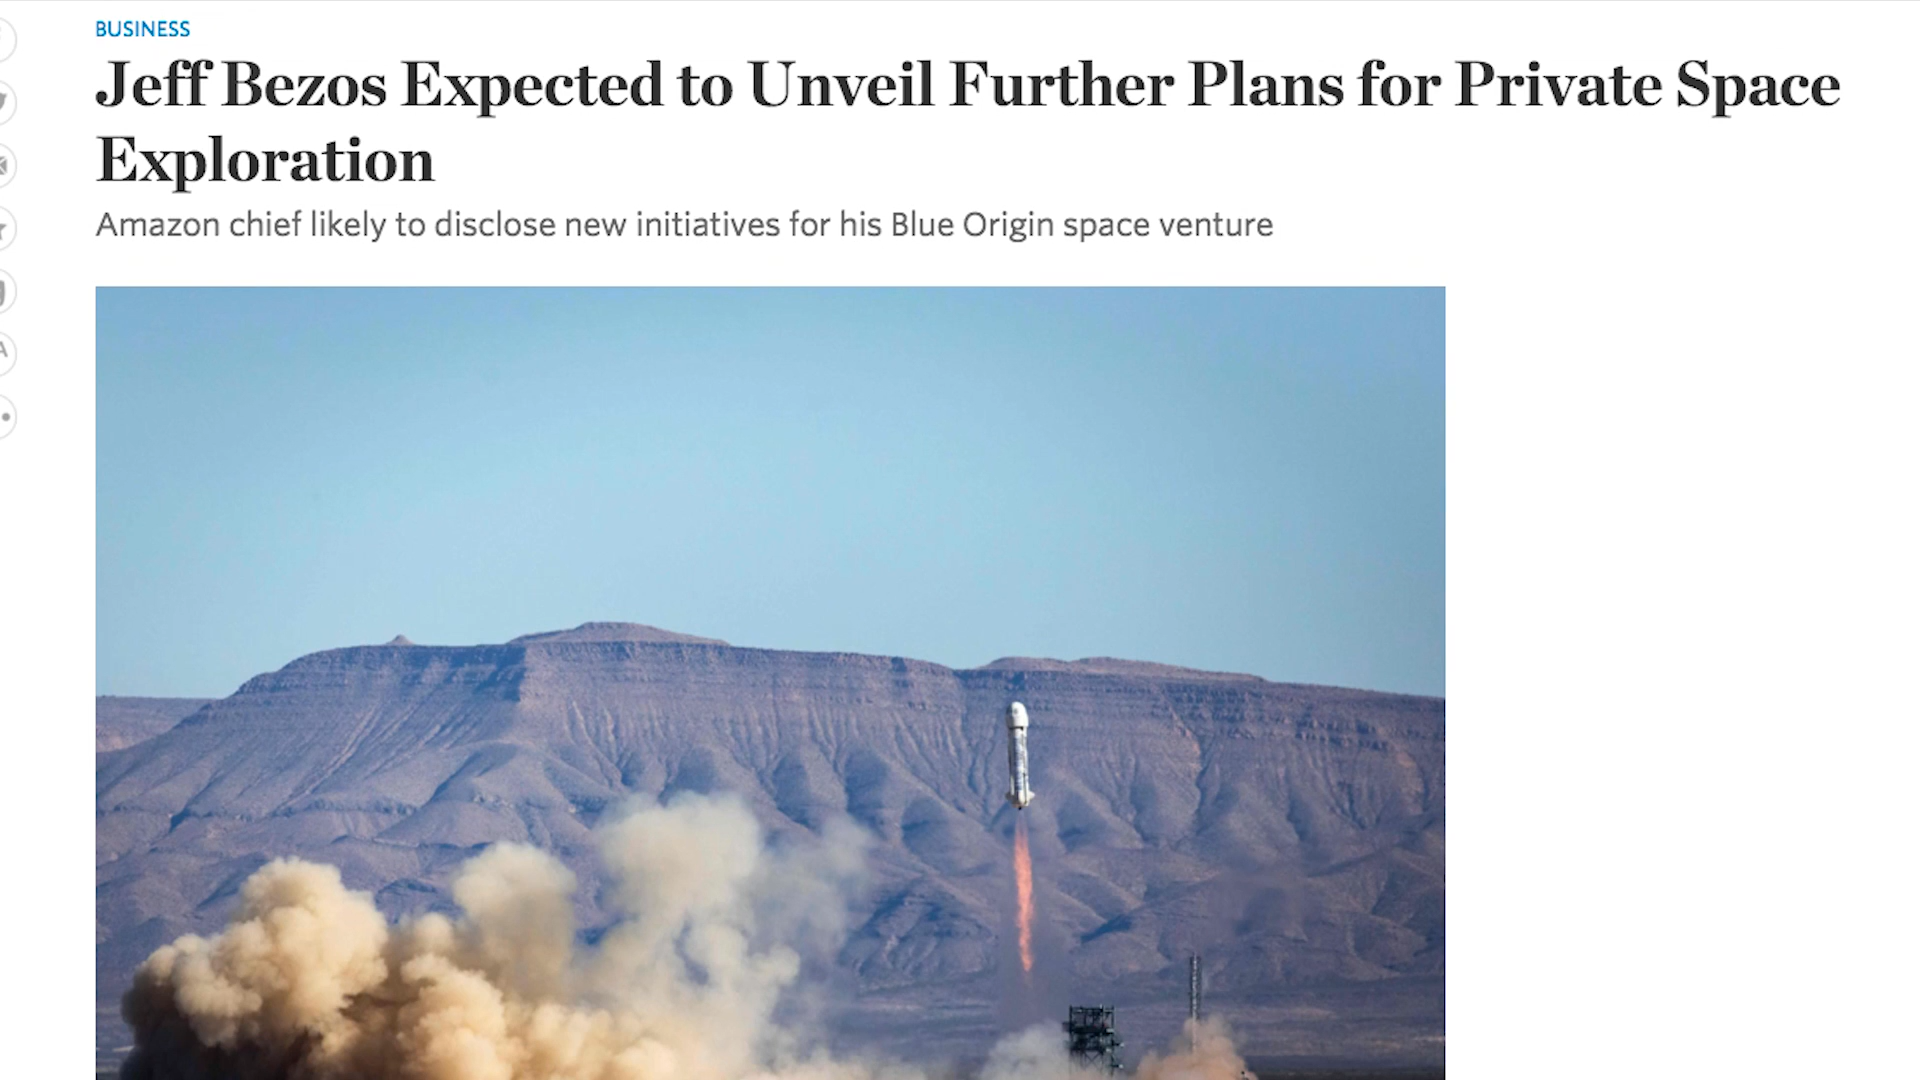 BUSINESS
Jeff Bezos Expected to Unveil Further Plans for Private Space
Exploration
Amazon chief likely to disclose new initiatives for his Blue Origin space venture